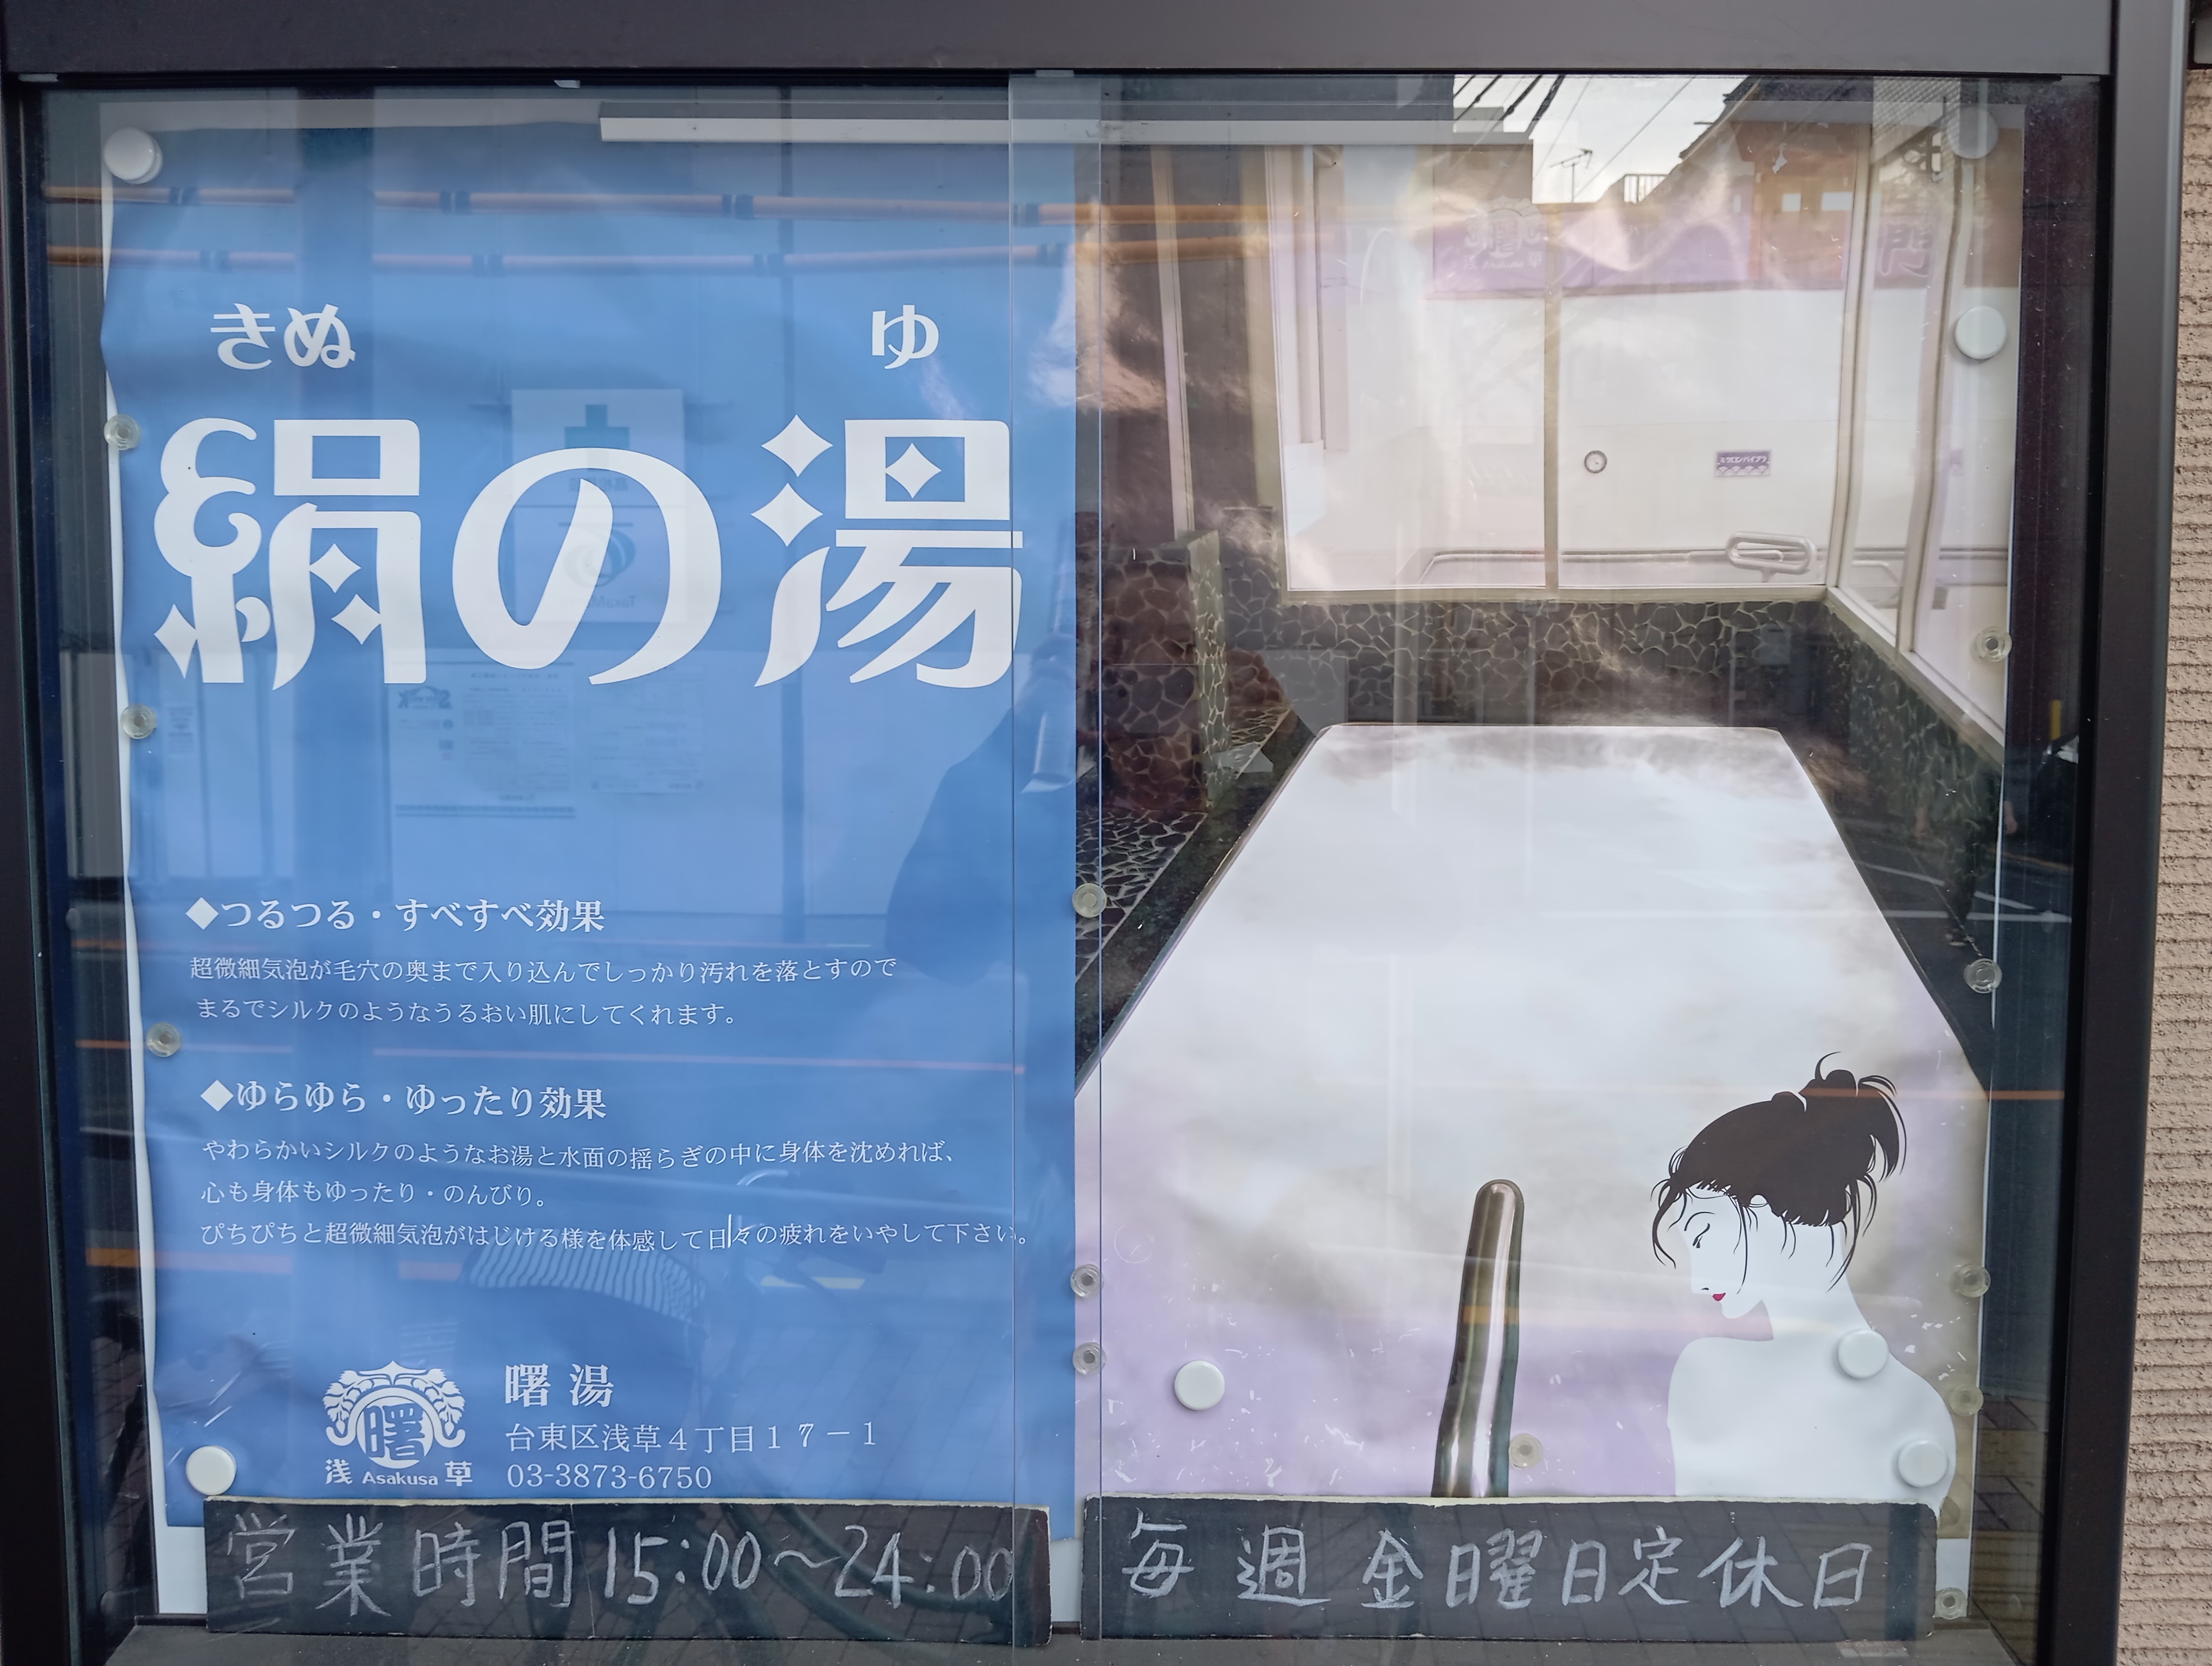 きぬ ゆ
絹の湯
◆つるつる・すべすべ効果
超微細気泡が毛穴の奥まで入り込んでしっかり汚れを落とすので
まるでシルクのようなうるおい肌にしてくれます。
◆ゆらゆら・ゆったり効果
やわらかいシルクのようなお湯と水面の揺らぎの中に身体を沈めれば、
心も身体もゆったり・のんびり。
ぴちぴちと超微細気泡がはじける様を体感して日々の疲れをいやして下さい。
曙
浅 Asakusa 草
曙湯
台東区浅草4丁目17－1
03-3873-6750
営業時間15:00～24:00
毎週金曜日定休日